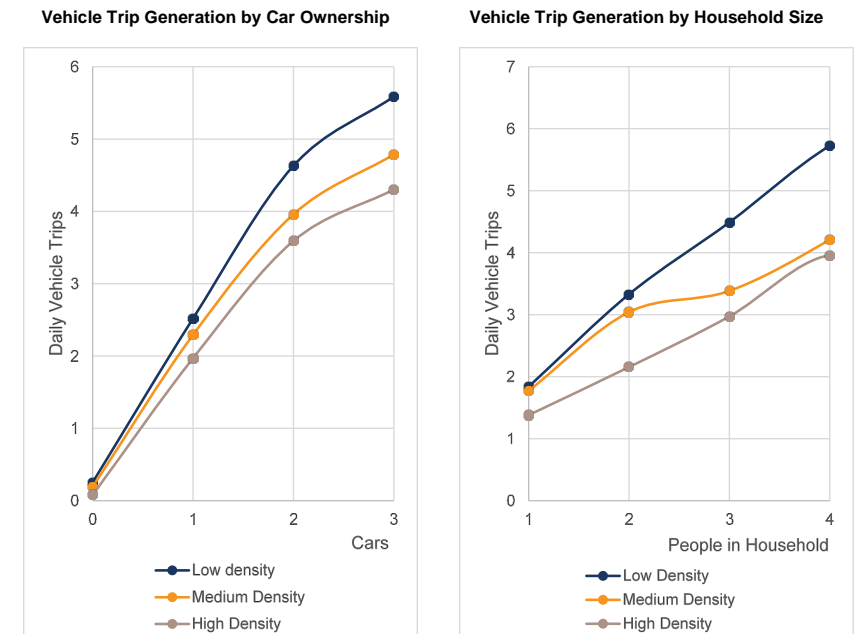 Vehicle Trip Generation by Car Ownership
6
5
4
3
2
1
0
Daily Vehicle Trips
0 1 2 3
Cars
Low density
Medium Density
High Density
Vehicle Trip Generation by Household Size
7
6
5
4
3
2
1
0
Daily Vehicle Trips
1 2 3 4
People in Household
Low Density
Medium Density
High Density